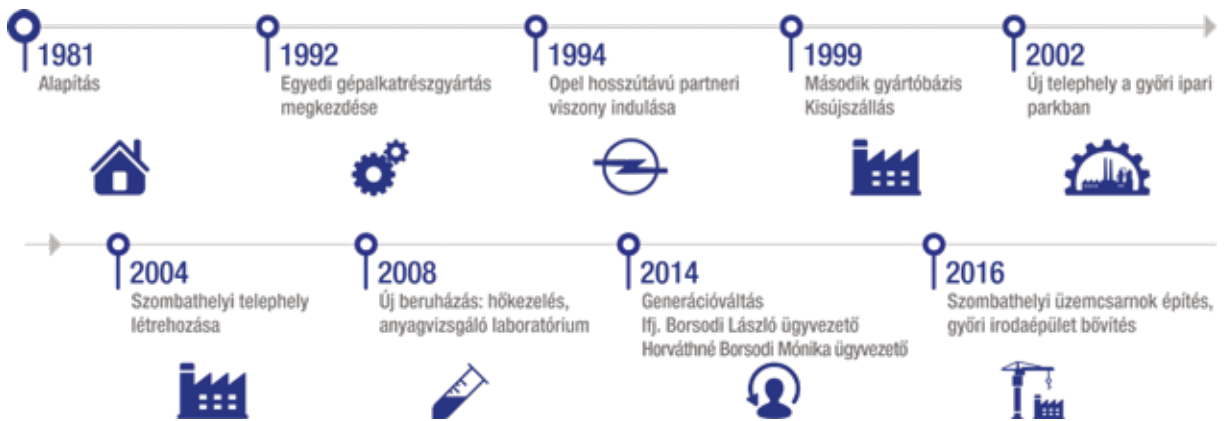 1981
Alapítás
1992
Egyedi gépalkatrészgyártás
megkezdése
1994
Opel hosszútávú partneri
viszony indulása
1999
Második gyártóbázis
Kisújszállás
2002
Új telephely a győri ipari
parkban
2004
Szombathelyi telephely
létrehozása
2008
Új beruházás: hőkezelés,
anyagvizsgáló laboratórium
2014
Generációváltás
Ifj. Borsodi László ügyvezető
Horváthné Borsodi Mónika ügyvezető
2016
Szombathelyi üzemcsarnok építés,
győri irodaépület bővítés